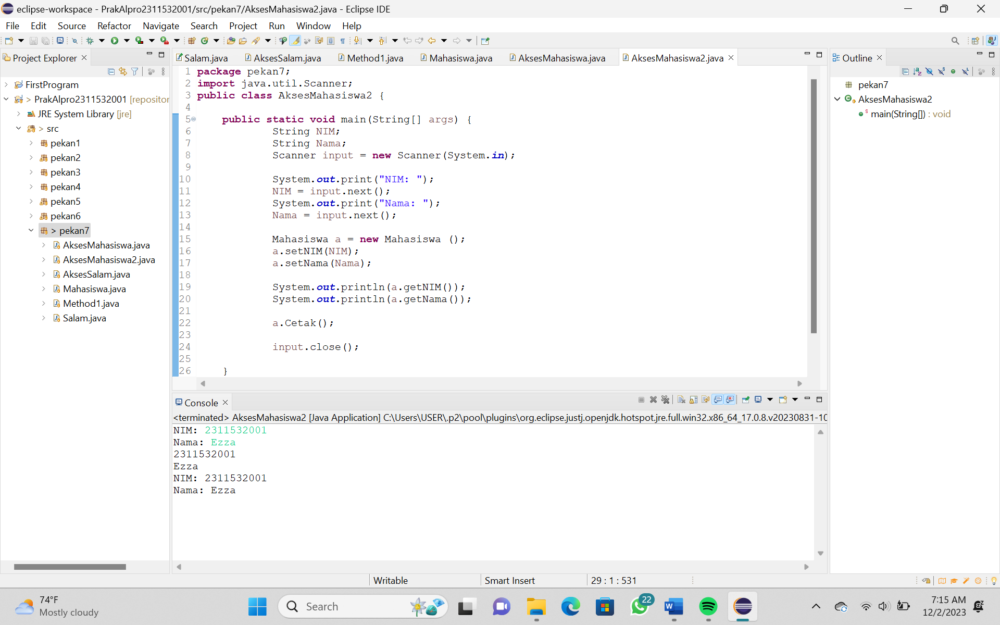 eclipse-workspace - PrakAlpro2311532001/src/pekan7/AksesMahasiswa2.java - Eclipse IDE
File Edit Source Refactor Navigate Search Project Run Window Help
Project Explorer
FirstProgram
> PrakAlpro2311532001 [repositor
JRE System Library [jre]
> src
pekan1
pekan2
pekan3
pekan4
pekan5
pekan6
> pekan7
AksesMahasiswa.java
AksesMahasiswa2.java
AksesSalam.java
Mahasiswa.java
Method1.java
Salam.java
Salam.java AksesSalam.java Method1.java Mahasiswa.java AksesMahasiswa.java AksesMahasiswa2.java
1 package pekan7;
2 import java.util.Scanner;
3 public class AksesMahasiswa2 {
4
5 public static void main(String[] args) {
6 String NIM;
7 String Nama;
8 Scanner input = new Scanner(System.in);
9
10 System.out.print("NIM: ");
11 NIM = input.next();
12 System.out.print("Nama: ");
13 Nama = input.next();
14
15 Mahasiswa a = new Mahasiswa ();
16 a.setNIM(NIM);
17 a.setNama(Nama);
18
19 System.out.println(a.getNIM());
20 System.out.println(a.getNama());
21
22 a.Cetak();
23
24 input.close();
25
26 }
Outline
pekan7
AksesMahasiswa2
main(String[]) : void
Console
<terminated> AksesMahasiswa2 [Java Application] C:\Users\USER\.p2\pool\plugins\org.eclipse.justj.openjdk.hotspot.jre.full.win32.x86_64_17.0.8.v20230831-10
NIM: 2311532001
Nama: Ezza
2311532001
Ezza
NIM: 2311532001
Nama: Ezza
Writable Smart Insert 29 : 1 : 531
74°F
Mostly cloudy
Search
22
7:15 AM
12/2/2023